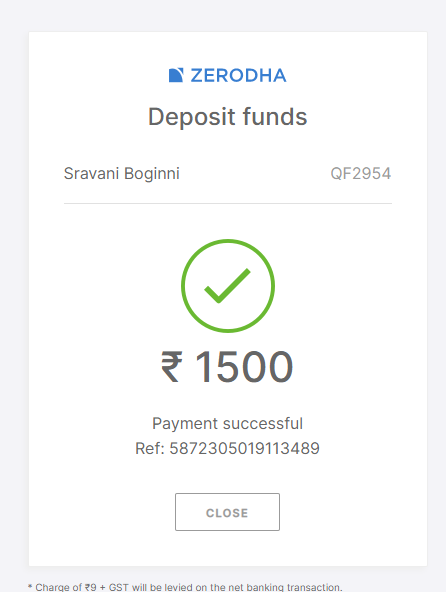 ZERODHA
Deposit funds
Sravani Boginni QF2954
₹ 1500
Payment successful
Ref: 5872305019113489
CLOSE
* Charge of ₹9 + GST will be levied on the net banking transaction.